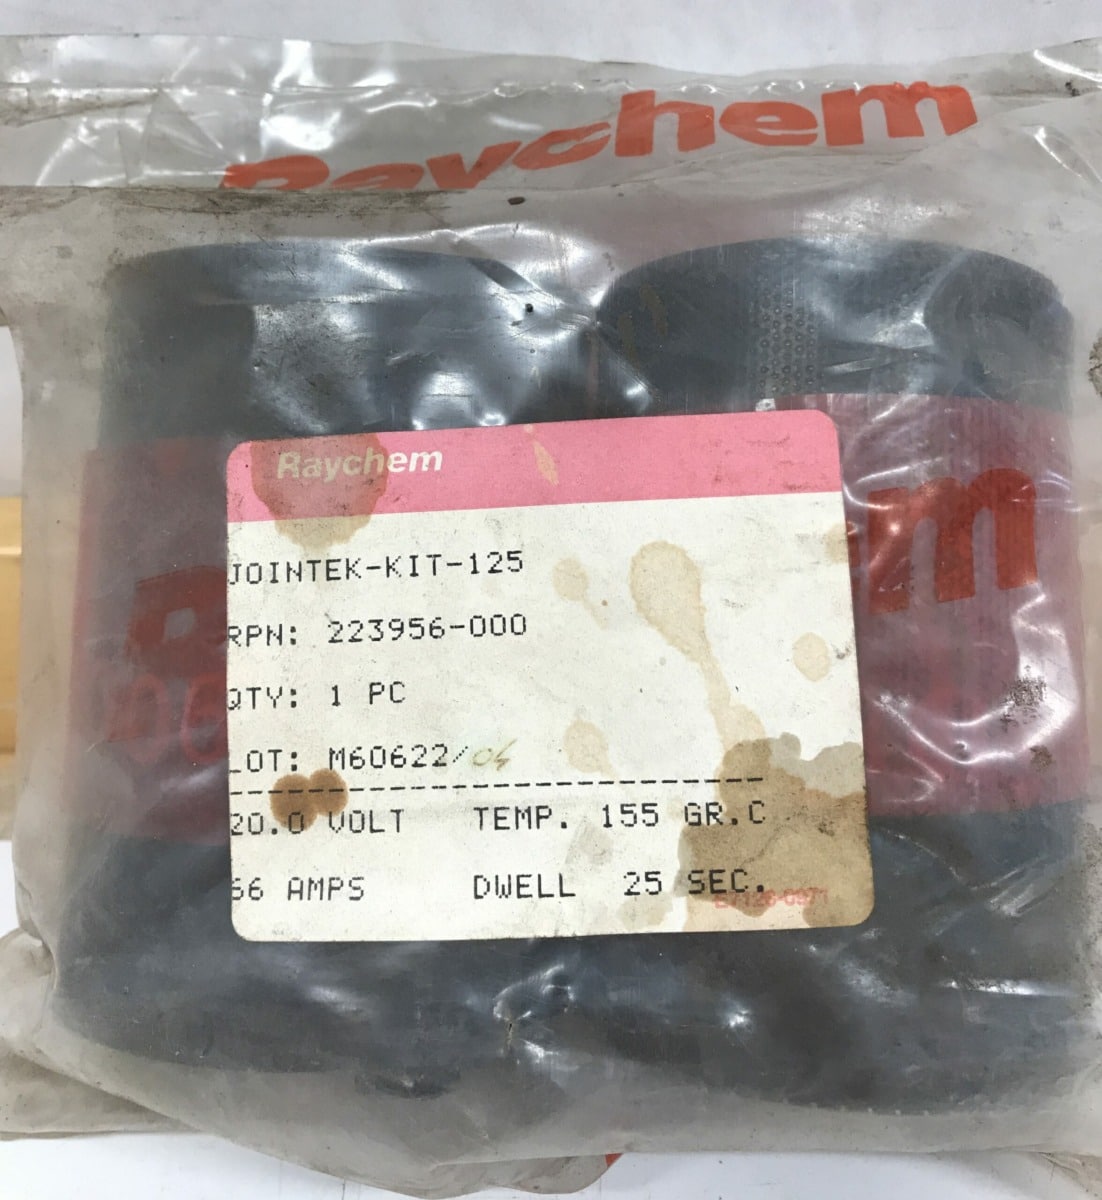 Raychem
Raychem
JOINTEK-KIT-125
RPN: 223956-000
QTY: 1 PC
LOT: M60622/04
20.0 VOLT TEMP. 155 GR.C
66 AMPS DWELL 25 SEC.